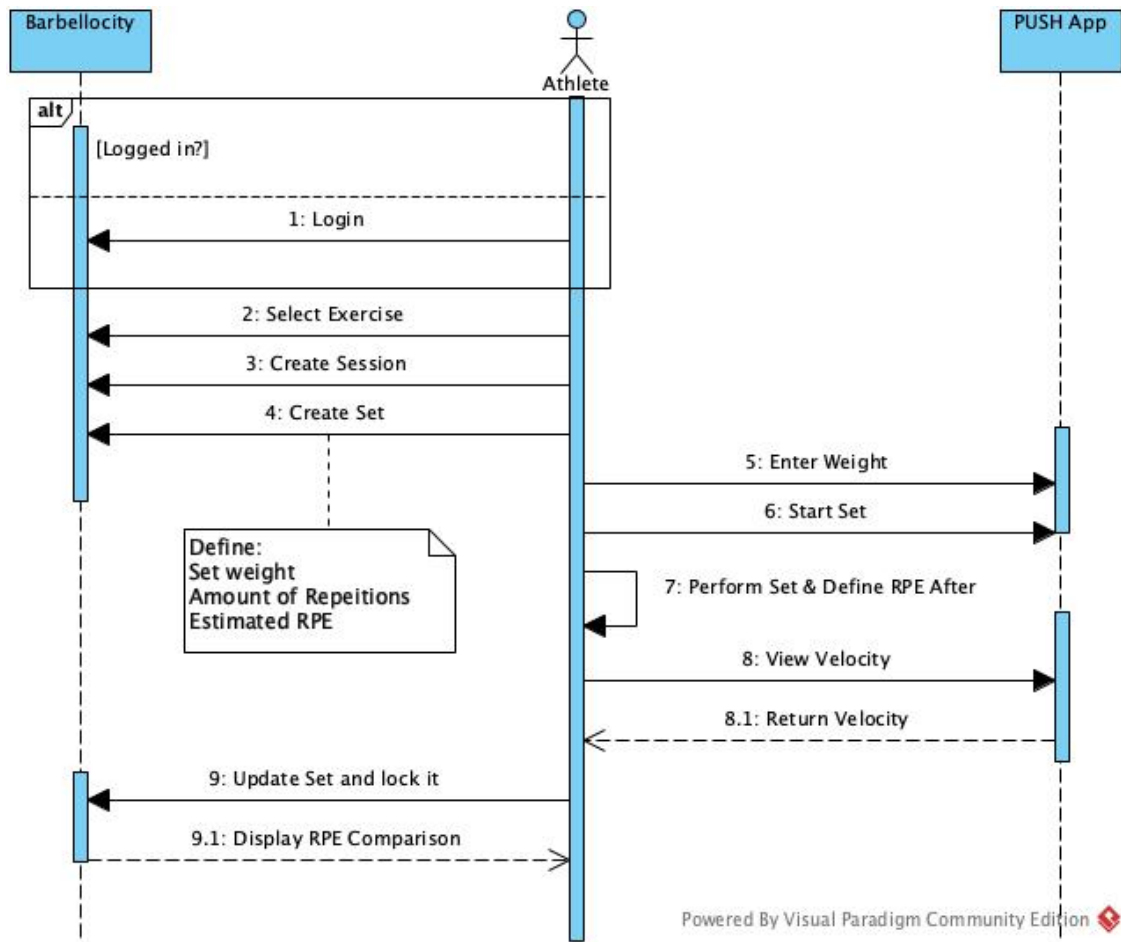 Barbellocity
Athlete
PUSH App
alt
[Logged in?]
1: Login
2: Select Exercise
3: Create Session
4: Create Set
5: Enter Weight
6: Start Set
Define:
Set weight
Amount of Repeitions
Estimated RPE
7: Perform Set & Define RPE After
8: View Velocity
8.1: Return Velocity
9: Update Set and lock it
9.1: Display RPE Comparison
Powered By Visual Paradigm Community Edition